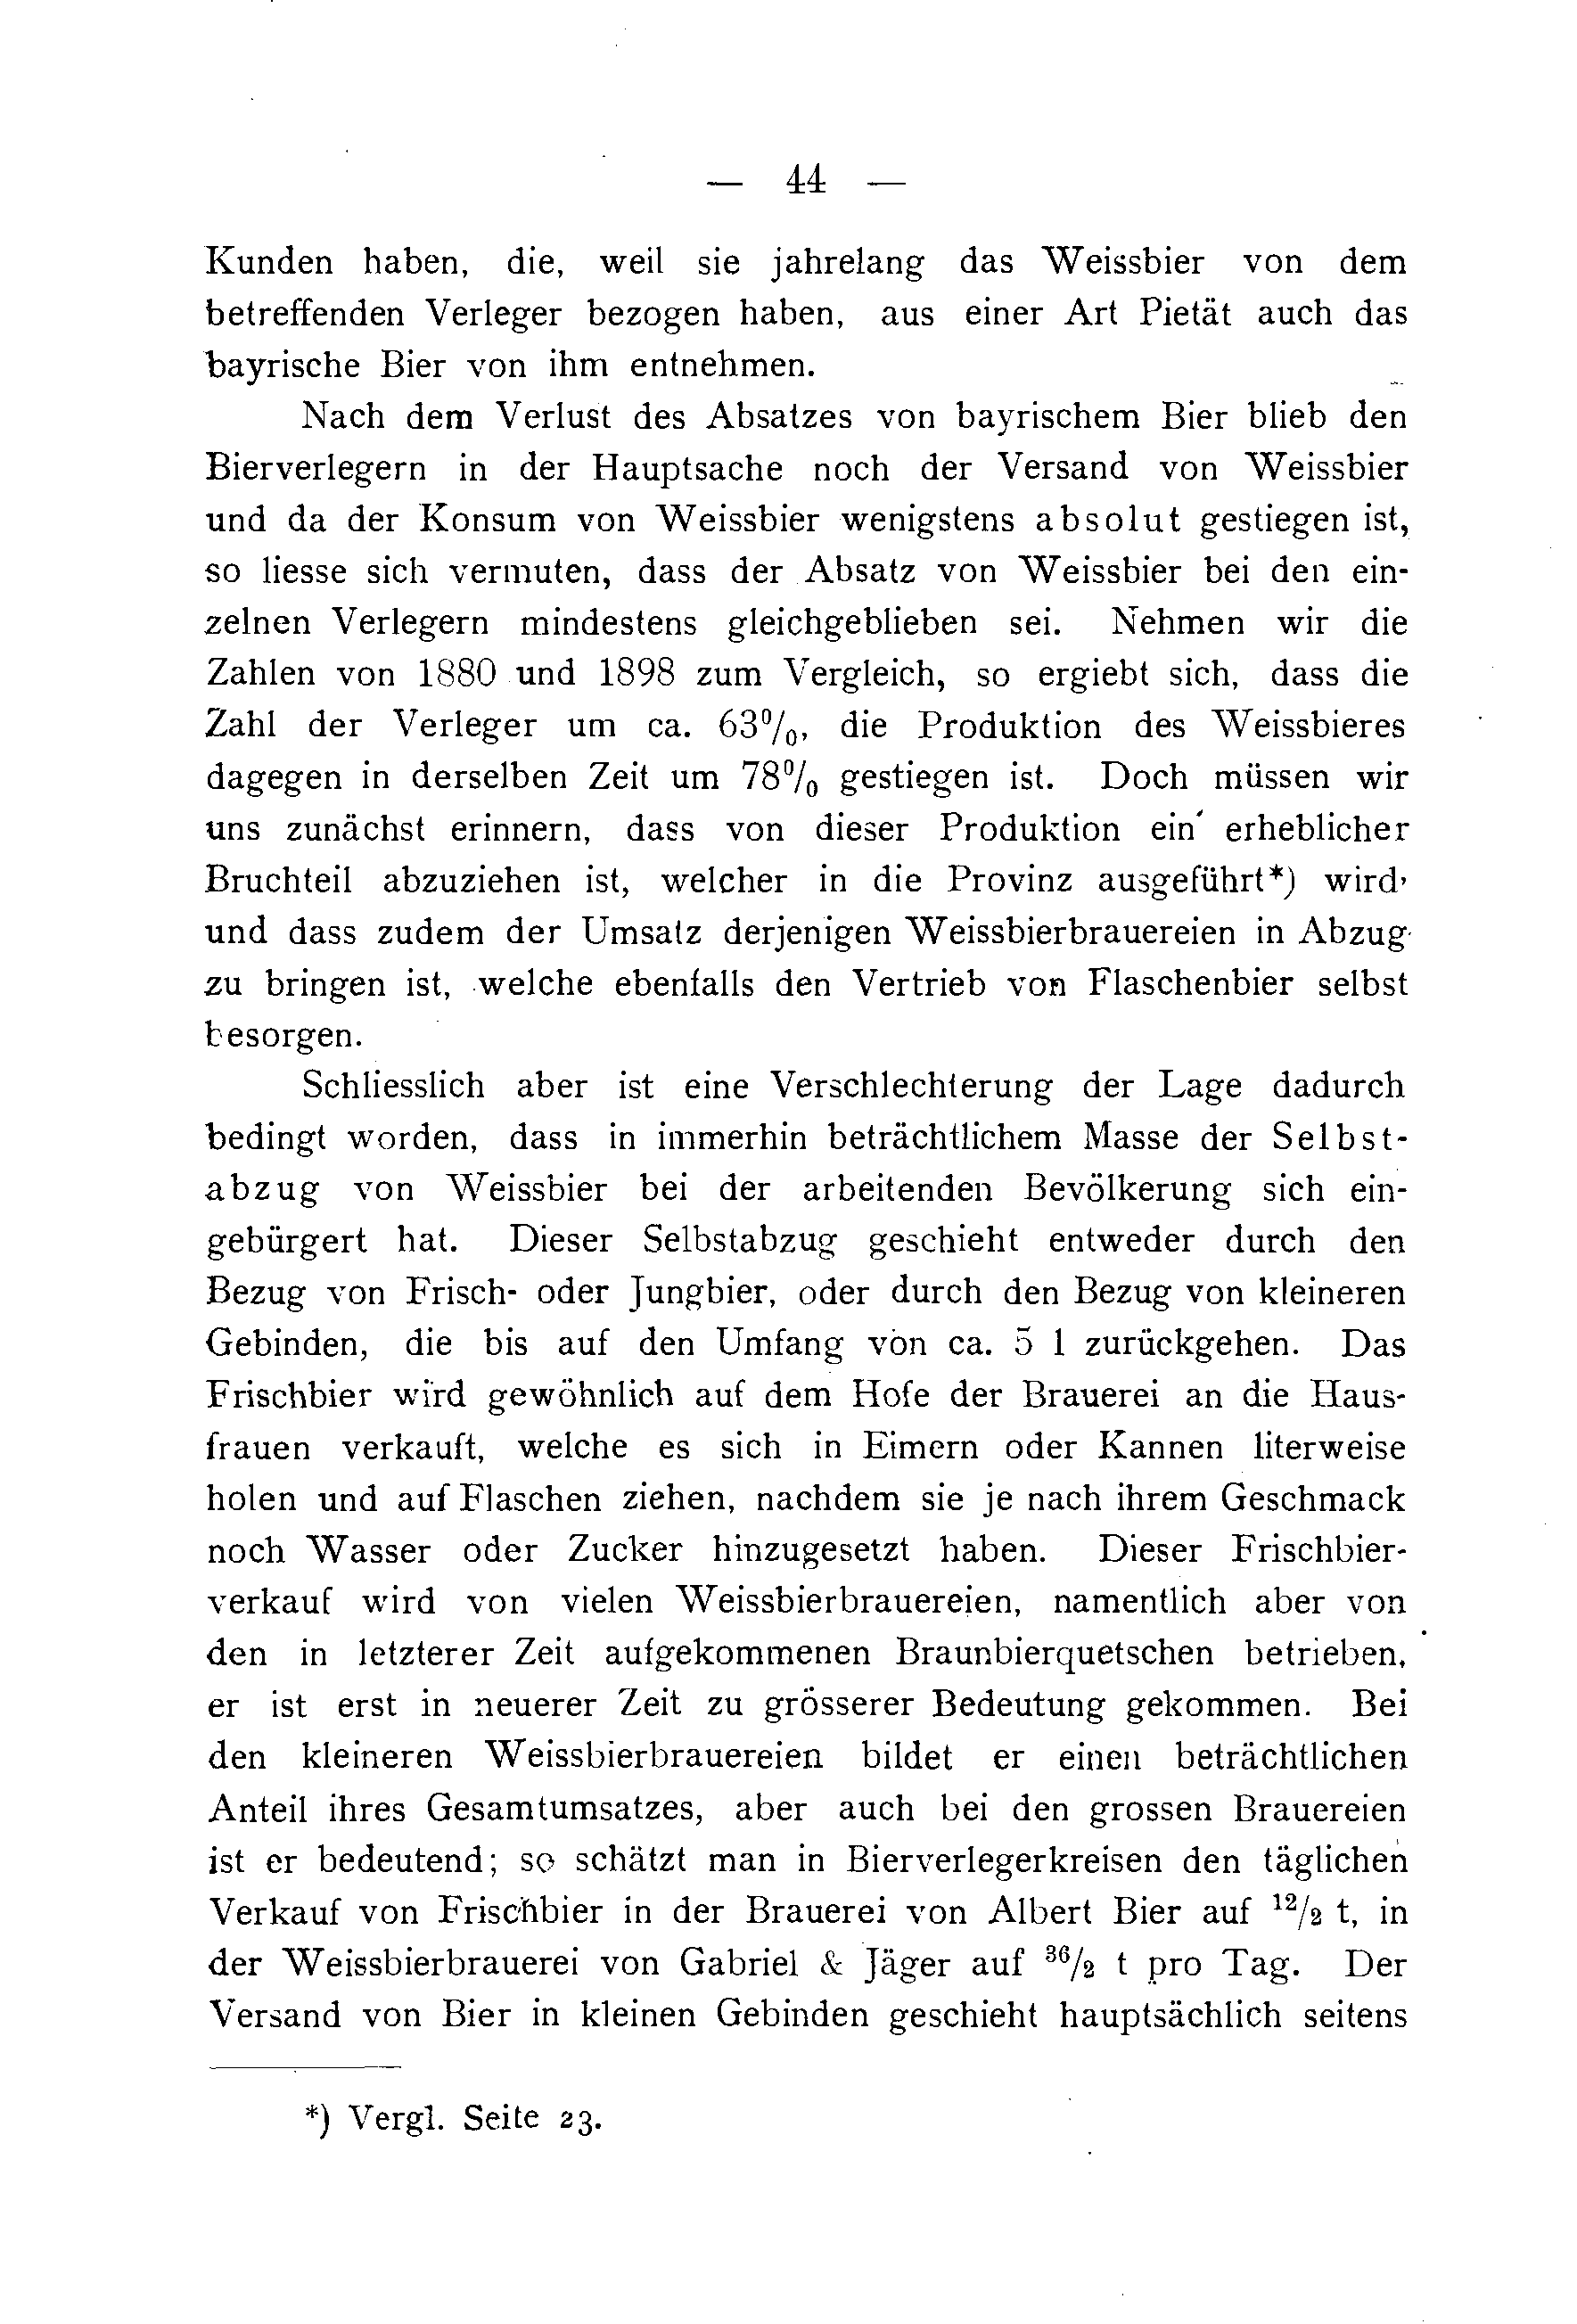 — 44 —
Kunden haben, die, weil sie jahrelang das Weissbier von dem
betreffenden Verleger bezogen haben, aus einer Art Pietät auch das
bayrische Bier von ihm entnehmen.
Nach dem Verlust des Absatzes von bayrischem Bier blieb den
Bierverlegern in der Hauptsache noch der Versand von Weissbier
und da der Konsum von Weissbier wenigstens absolut gestiegen ist,
so liesse sich vermuten, dass der Absatz von Weissbier bei den ein-
zelnen Verlegern mindestens gleichgeblieben sei. Nehmen wir die
Zahlen von 1880 und 1898 zum Vergleich, so ergiebt sich, dass die
Zahl der Verleger um ca. 63%, die Produktion des Weissbieres
dagegen in derselben Zeit um 78% gestiegen ist. Doch müssen wir
uns zunächst erinnern, dass von dieser Produktion ein erheblicher
Bruchteil abzuziehen ist, welcher in die Provinz ausgeführt*) wird,
und dass zudem der Umsatz derjenigen Weissbierbrauereien in Abzug
zu bringen ist, welche ebenfalls den Vertrieb von Flaschenbier selbst
besorgen.
Schliesslich aber ist eine Verschlechterung der Lage dadurch
bedingt worden, dass in immerhin beträchtlichem Masse der Selbst-
abzug von Weissbier bei der arbeitenden Bevölkerung sich ein-
gebürgert hat. Dieser Selbstabzug geschieht entweder durch den
Bezug von Frisch- oder Jungbier, oder durch den Bezug von kleineren
Gebinden, die bis auf den Umfang von ca. 5 l zurückgehen. Das
Frischbier wird gewöhnlich auf dem Hofe der Brauerei an die Haus-
frauen verkauft, welche es sich in Eimern oder Kannen literweise
holen und auf Flaschen ziehen, nachdem sie je nach ihrem Geschmack
noch Wasser oder Zucker hinzugesetzt haben. Dieser Frischbier-
verkauf wird von vielen Weissbierbrauereien, namentlich aber von
den in letzterer Zeit aufgekommenen Braunbierquetschen betrieben,
er ist erst in neuerer Zeit zu grösserer Bedeutung gekommen. Bei
den kleineren Weissbierbrauereien bildet er einen beträchtlichen
Anteil ihres Gesamtumsatzes, aber auch bei den grossen Brauereien
ist er bedeutend; so schätzt man in Bierverlegerkreisen den täglichen
Verkauf von Frischbier in der Brauerei von Albert Bier auf ¹²/₂ t, in
der Weissbierbrauerei von Gabriel & Jäger auf ³⁶/₂ t pro Tag. Der
Versand von Bier in kleinen Gebinden geschieht hauptsächlich seitens
*) Vergl. Seite 23.